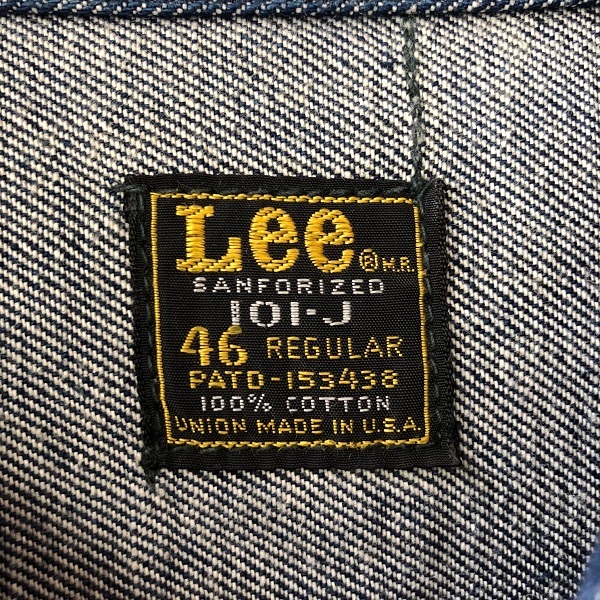 Lee ® M.R.
SANFORIZED
101-J
46 REGULAR
PATD-153438
100% COTTON
UNION MADE IN U.S.A.